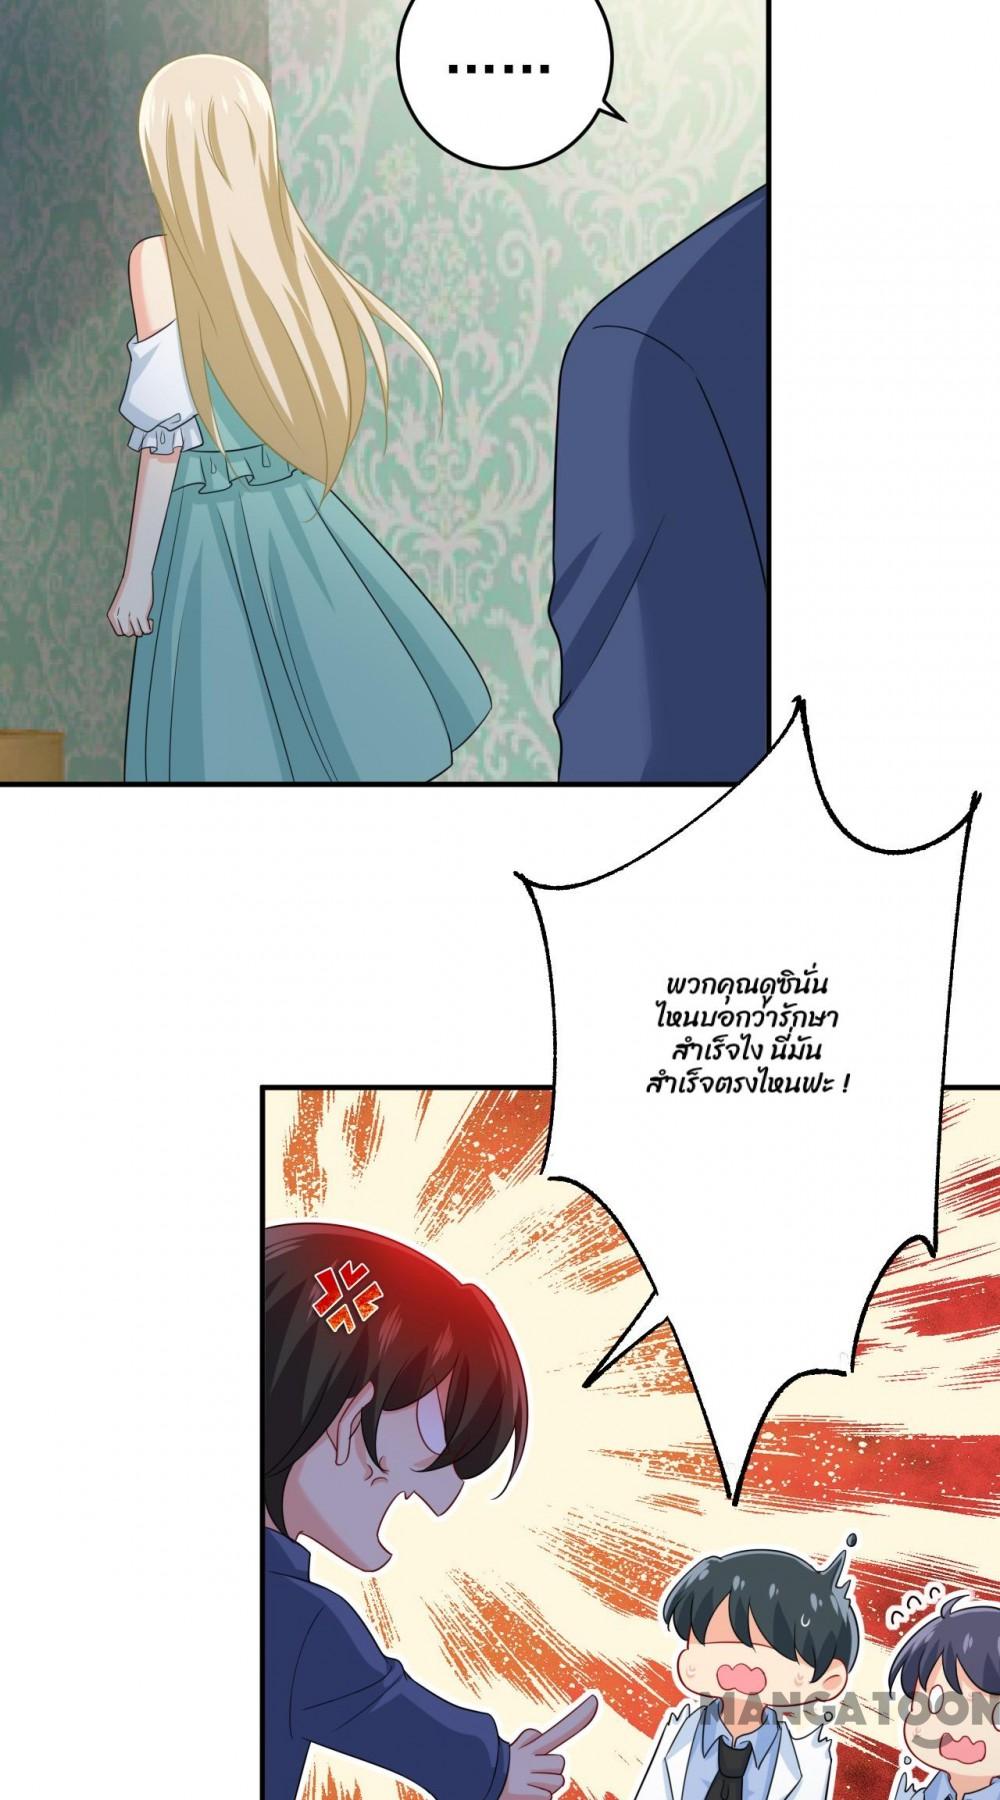 ......
พวกคุณดูซินั่น
ไหนบอกว่ารักษา
สำเร็จไง นี่มัน
สำเร็จตรงไหนฟะ !
MANGATOON